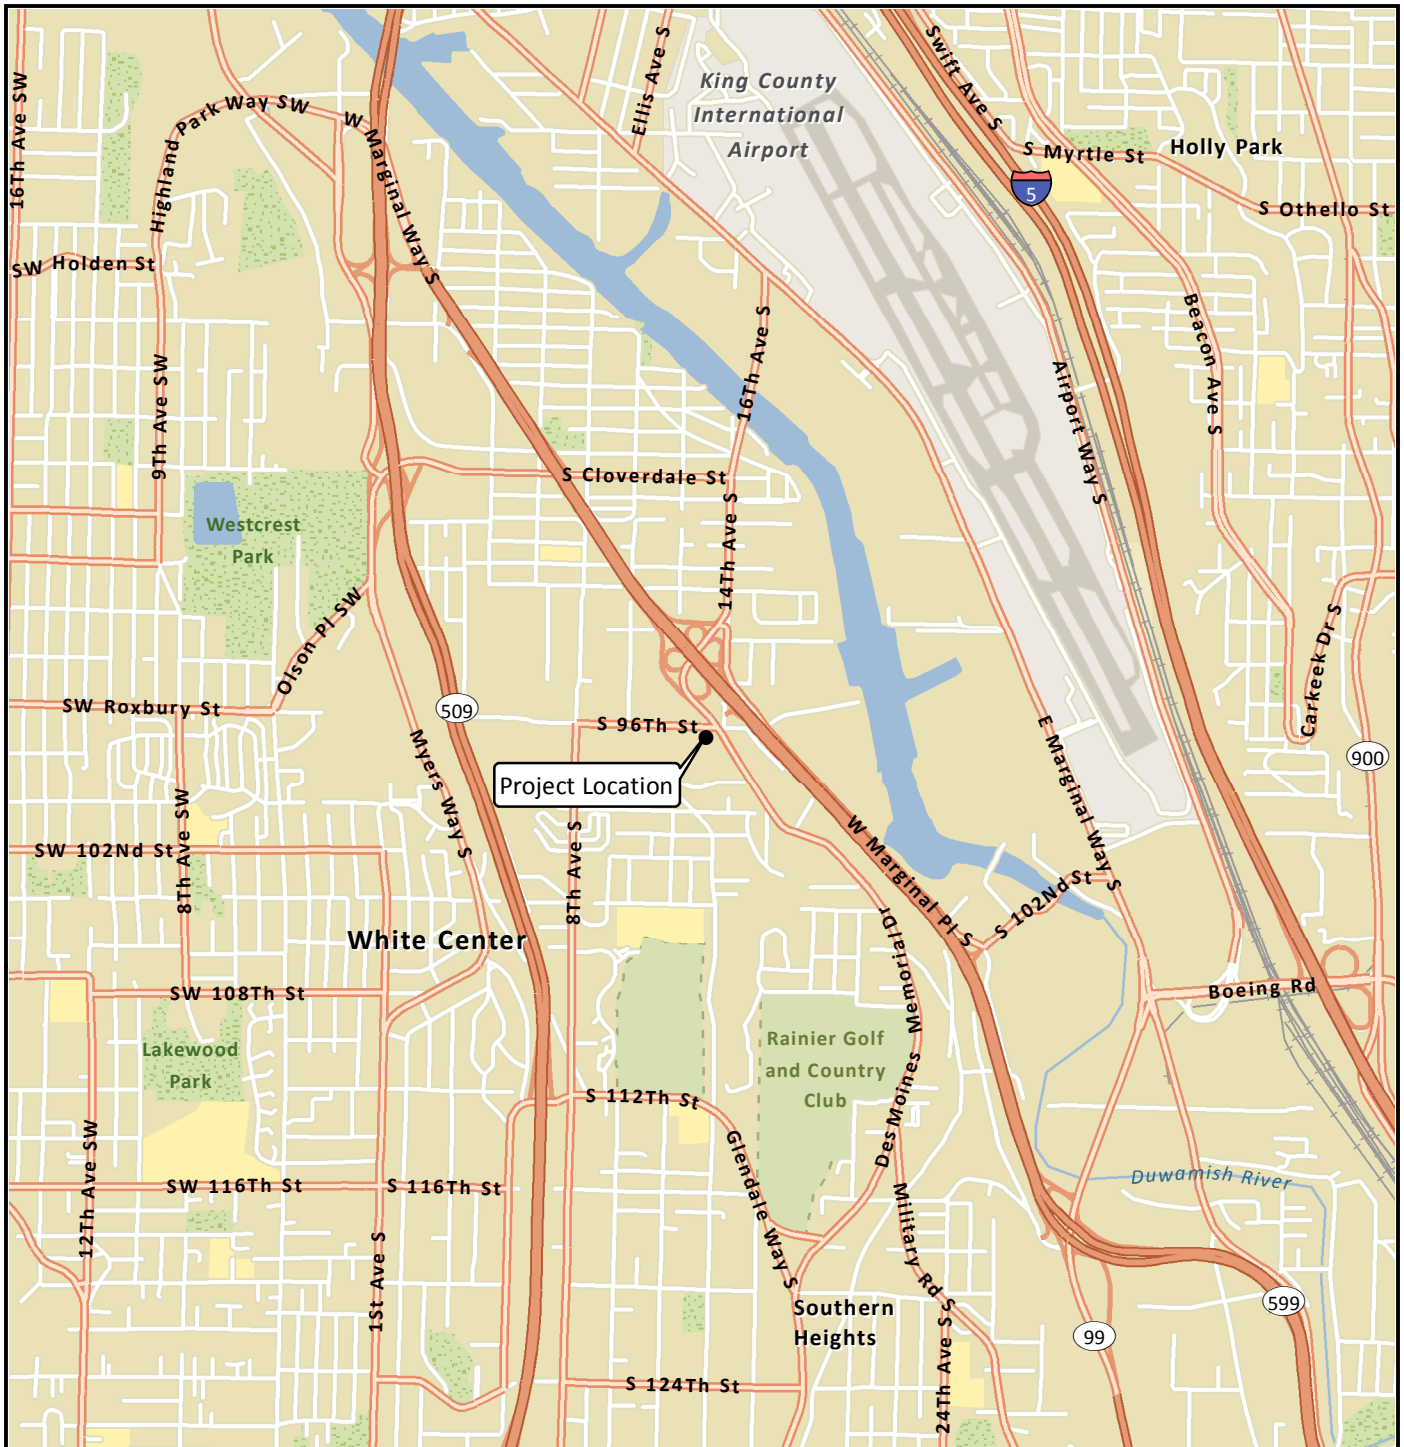 16Th Ave SW
Highland Park Way SW
W Marginal Way S
Ellis Ave S
King County
International
Airport
Swift Ave S
S Myrtle St
Holly Park
5
S Othello St
SW Holden St
9Th Ave SW
16Th Ave S
Airport Way S
Beacon Ave S
S Cloverdale St
14Th Ave S
Westcrest
Park
Olson Pl SW
Carkeek Dr S
SW Roxbury St
509
S 96Th St
Project Location
Myers Way S
E Marginal Way S
900
8Th Ave SW
SW 102Nd St
8Th Ave S
W Marginal Pl S
S 102Nd St
White Center
Des Moines Memorial Dr
SW 108Th St
Boeing Rd
Lakewood
Park
Rainier Golf
and Country
Club
S 112Th St
12Th Ave SW
SW 116Th St
S 116Th St
Glendale Way S
Military Rd S
Duwamish River
1St Ave S
Southern
Heights
599
99
24Th Ave S
S 124Th St